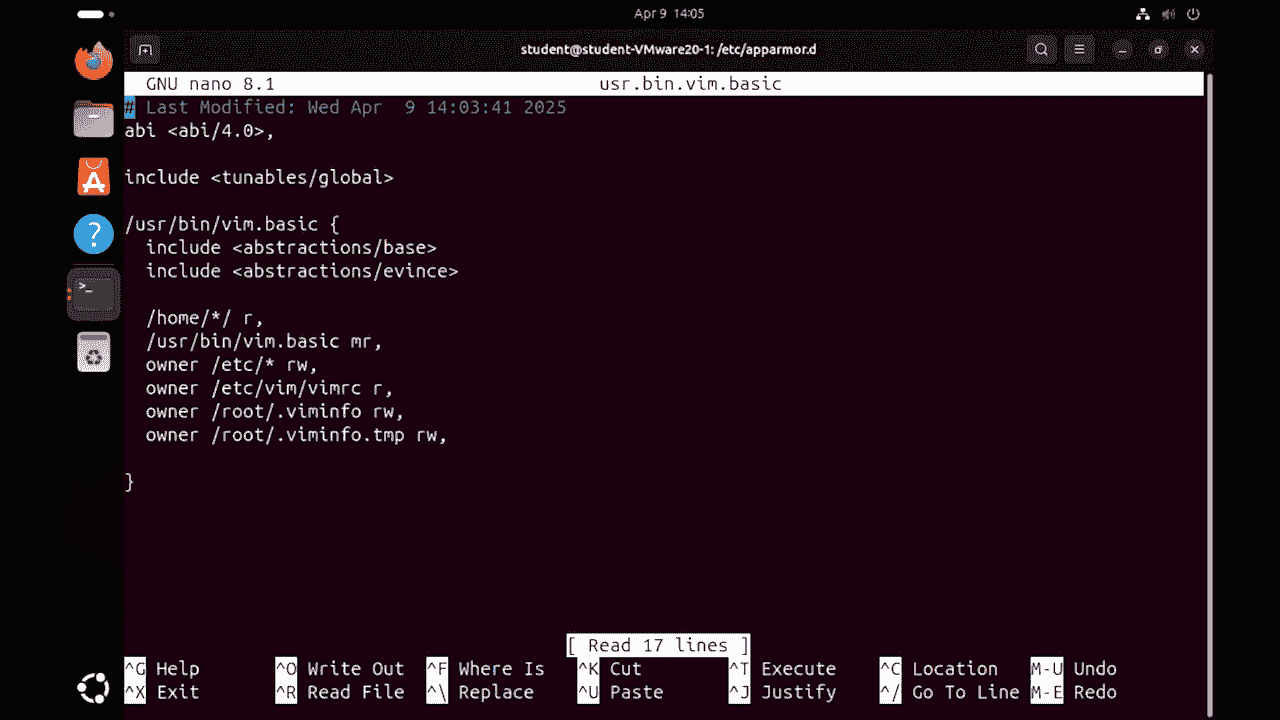 Apr 9 14:05
student@student-VMware20-1: /etc/apparmor.d
GNU nano 8.1 usr.bin.vim.basic
# Last Modified: Wed Apr  9 14:03:41 2025
abi <abi/4.0>,
include <tunables/global>
/usr/bin/vim.basic {
include <abstractions/base>
include <abstractions/evince>
/home/*/ r,
/usr/bin/vim.basic mr,
owner /etc/* rw,
owner /etc/vim/vimrc r,
owner /root/.viminfo rw,
owner /root/.viminfo.tmp rw,
}
[ Read 17 lines ]
^G Help ^O Write Out ^F Where Is ^K Cut ^T Execute ^C Location M-U Undo
^X Exit ^R Read File ^\ Replace ^U Paste ^J Justify ^/ Go To Line M-E Redo